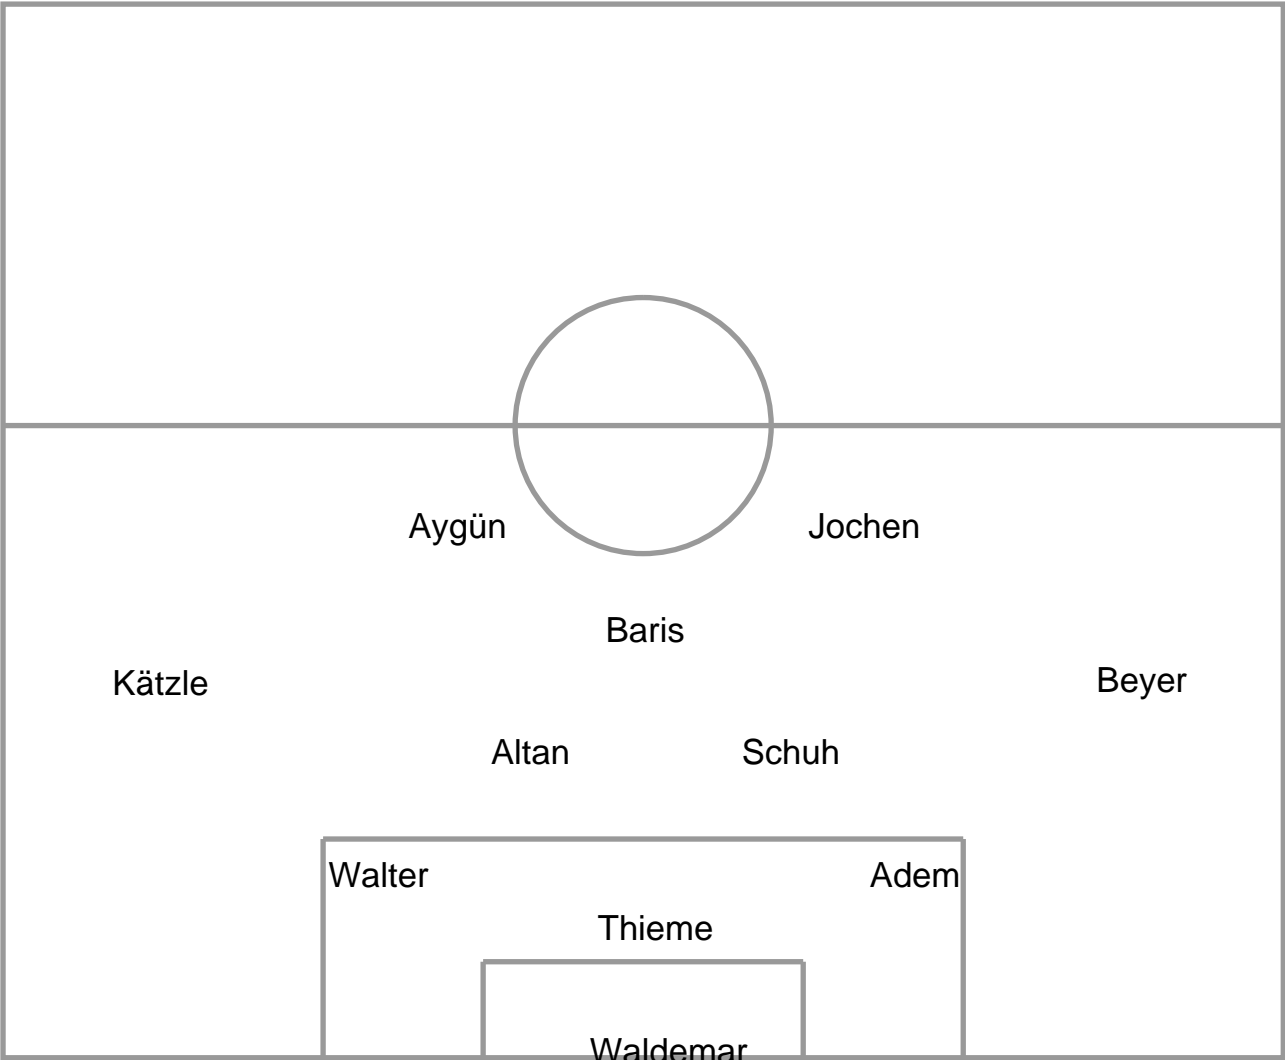 Aygün Jochen
Baris
Kätzle Beyer
Altan Schuh
Walter Adem
Thieme
Waldemar